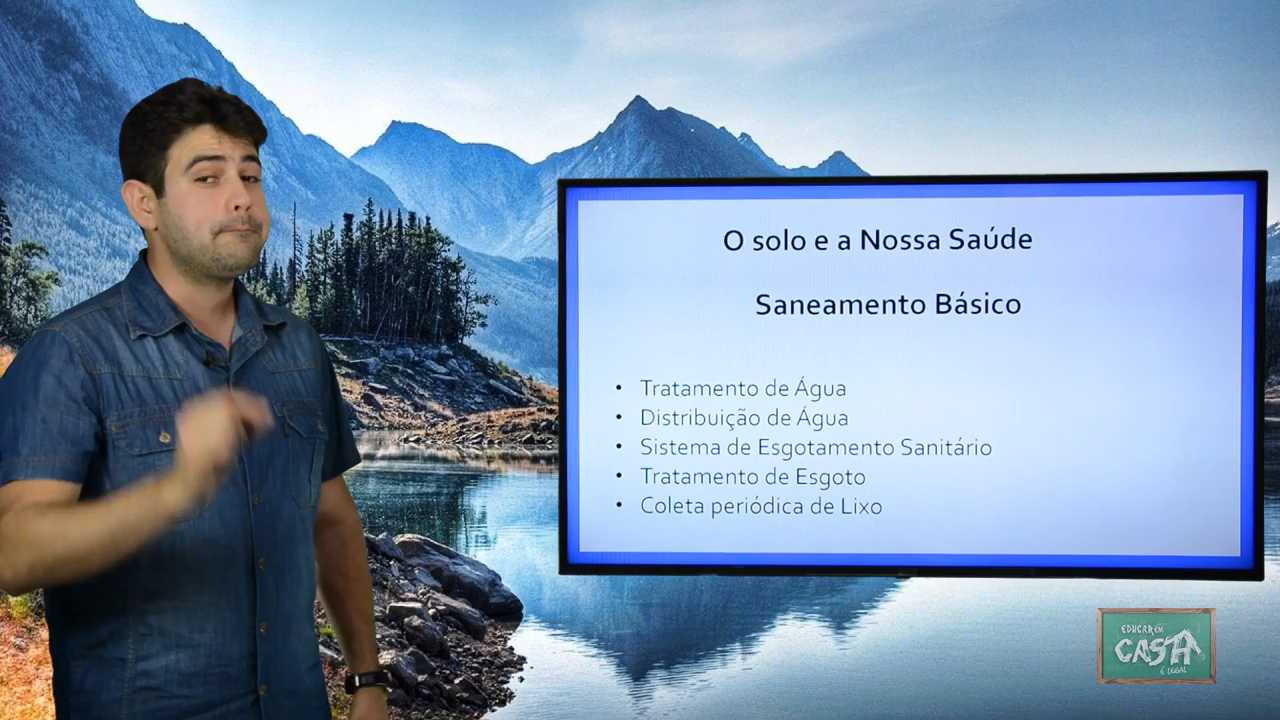 O solo e a Nossa Saúde
Saneamento Básico
• Tratamento de Água
• Distribuição de Água
• Sistema de Esgotamento Sanitário
• Tratamento de Esgoto
• Coleta periódica de Lixo
EDUCAR EM
CASA
É LEGAL